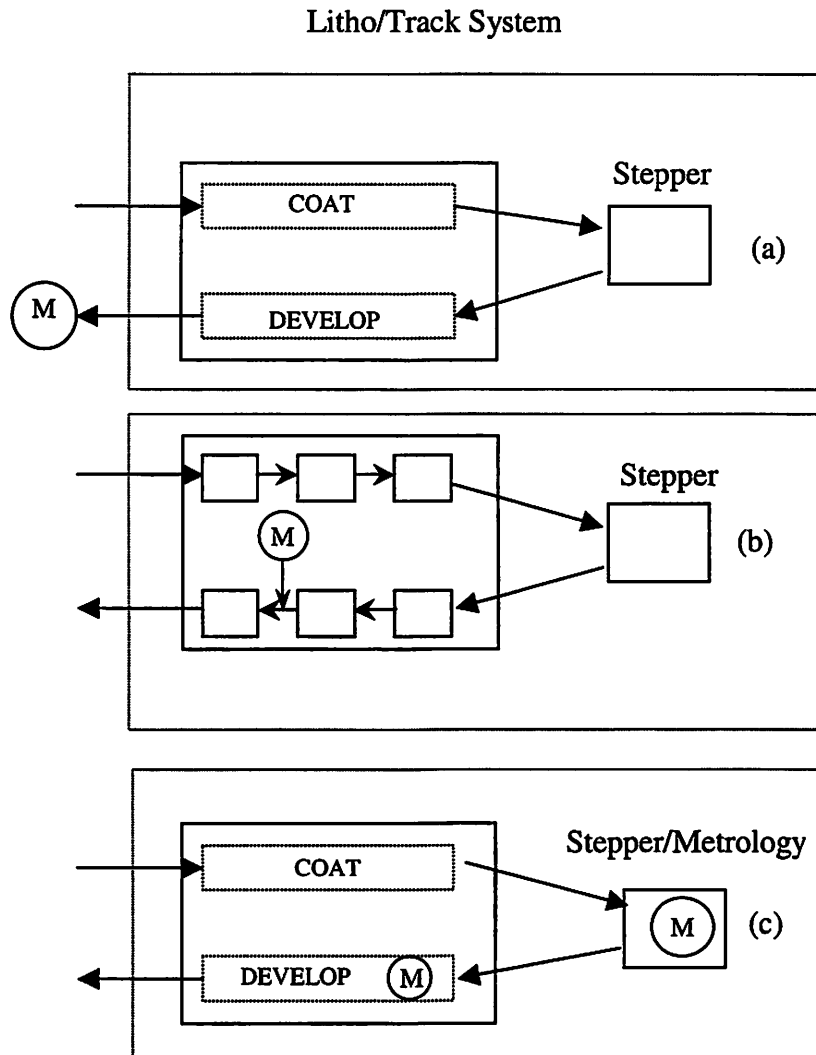 Litho/Track System
Stepper
COAT
(a)
M
DEVELOP
Stepper
M
(b)
Stepper/Metrology
COAT
M
(c)
DEVELOP
M